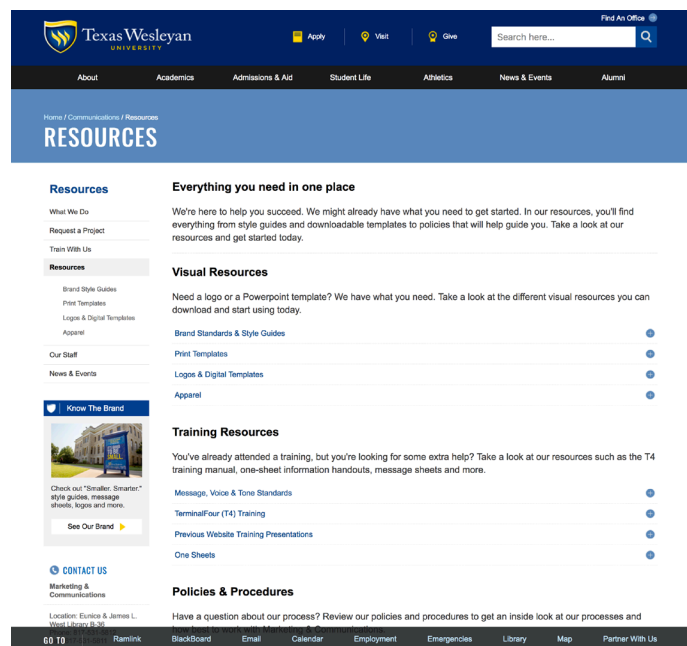 Find An Office
Texas Wesleyan
UNIVERSITY
Apply
Visit
Give
Search here...
About
Academics
Admissions & Aid
Student Life
Athletics
News & Events
Alumni
Home / Communications / Resources
RESOURCES
Resources
What We Do
Request a Project
Train With Us
Resources
Brand Style Guides
Print Templates
Logos & Digital Templates
Apparel
Our Staff
News & Events
Know The Brand
Check out "Smaller. Smarter."
style guides, message
sheets, logos and more.
See Our Brand
CONTACT US
Marketing &
Communications
Location: Eunice & James L.
West Library B-36
Everything you need in one place
We're here to help you succeed. We might already have what you need to get started. In our resources, you'll find
everything from style guides and downloadable templates to policies that will help guide you. Take a look at our
resources and get started today.
Visual Resources
Need a logo or a Powerpoint template? We have what you need. Take a look at the different visual resources you can
download and start using today.
Brand Standards & Style Guides
Print Templates
Logos & Digital Templates
Apparel
Training Resources
You've already attended a training, but you're looking for some extra help? Take a look at our resources such as the T4
training manual, one-sheet information handouts, message sheets and more.
Message, Voice & Tone Standards
TerminalFour (T4) Training
Previous Website Training Presentations
One Sheets
Policies & Procedures
Have a question about our process? Review our policies and procedures to get an inside look at our processes and
how best to work with Marketing & Communications.
GO TO
Ramlink
BlackBoard
Email
Calendar
Employment
Emergencies
Library
Map
Partner With Us